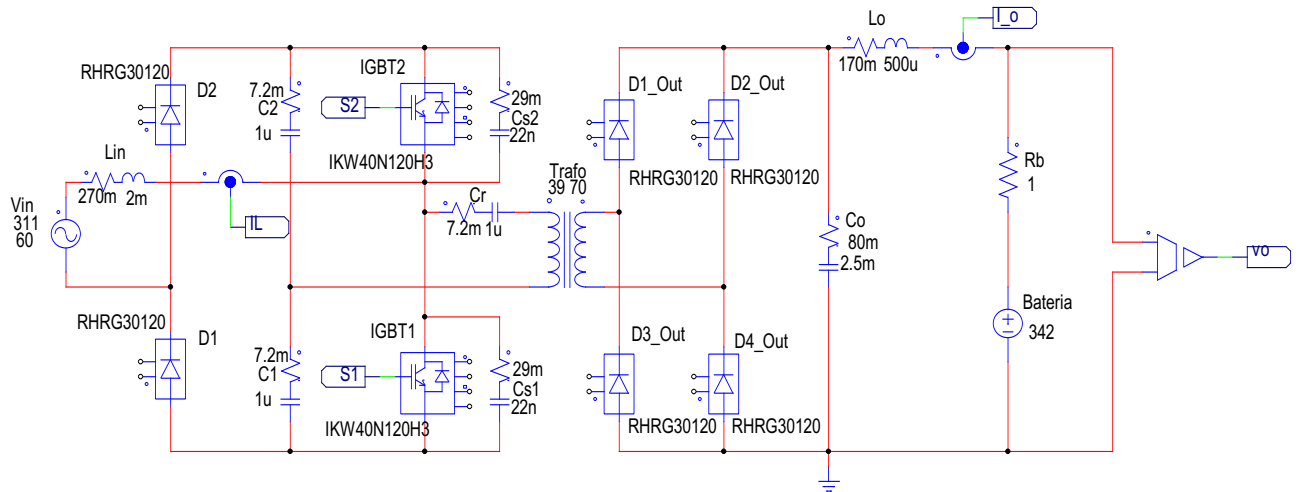 I_o
Lo
170m 500u
RHRG30120
D2
7.2m
C2
1u
IGBT2
S2
29m
Cs2
22n
IKW40N120H3
D1_Out
D2_Out
RHRG30120
RHRG30120
Lin
270m 2m
Vin
311
60
IL
Cr
7.2m 1u
Trafo
39 70
Rb
1
Co
80m
2.5m
vo
RHRG30120
D1
7.2m
C1
1u
IGBT1
S1
29m
Cs1
22n
IKW40N120H3
D3_Out
D4_Out
RHRG30120
RHRG30120
Bateria
342